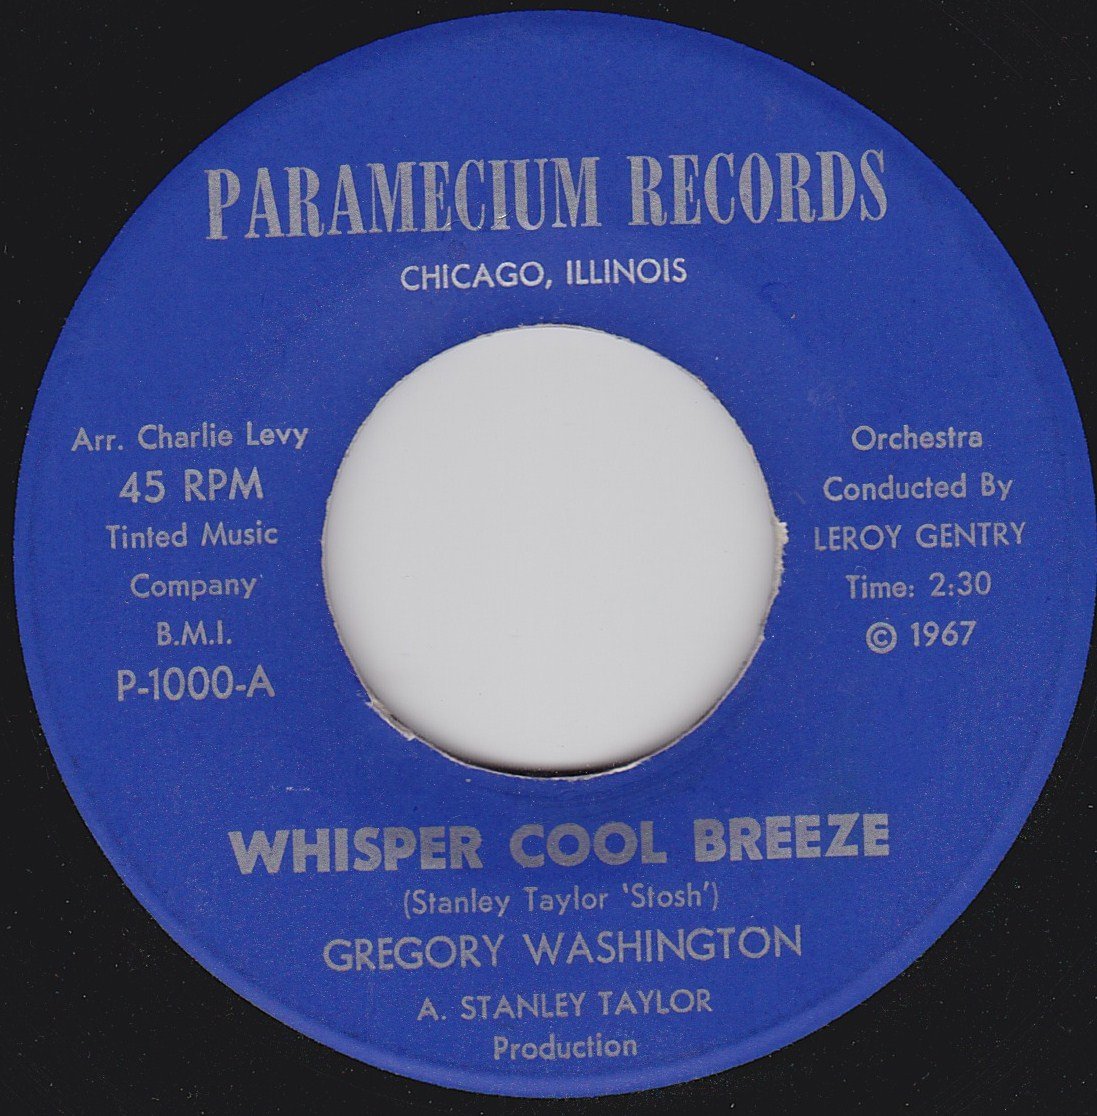 PARAMECIUM RECORDS
CHICAGO, ILLINOIS
Arr. Charlie Levy
45 RPM
Tinted Music
Company
B.M.I.
P-1000-A
Orchestra
Conducted By
LEROY GENTRY
Time: 2:30
© 1967
WHISPER COOL BREEZE
(Stanley Taylor 'Stosh')
GREGORY WASHINGTON
A. STANLEY TAYLOR
Production